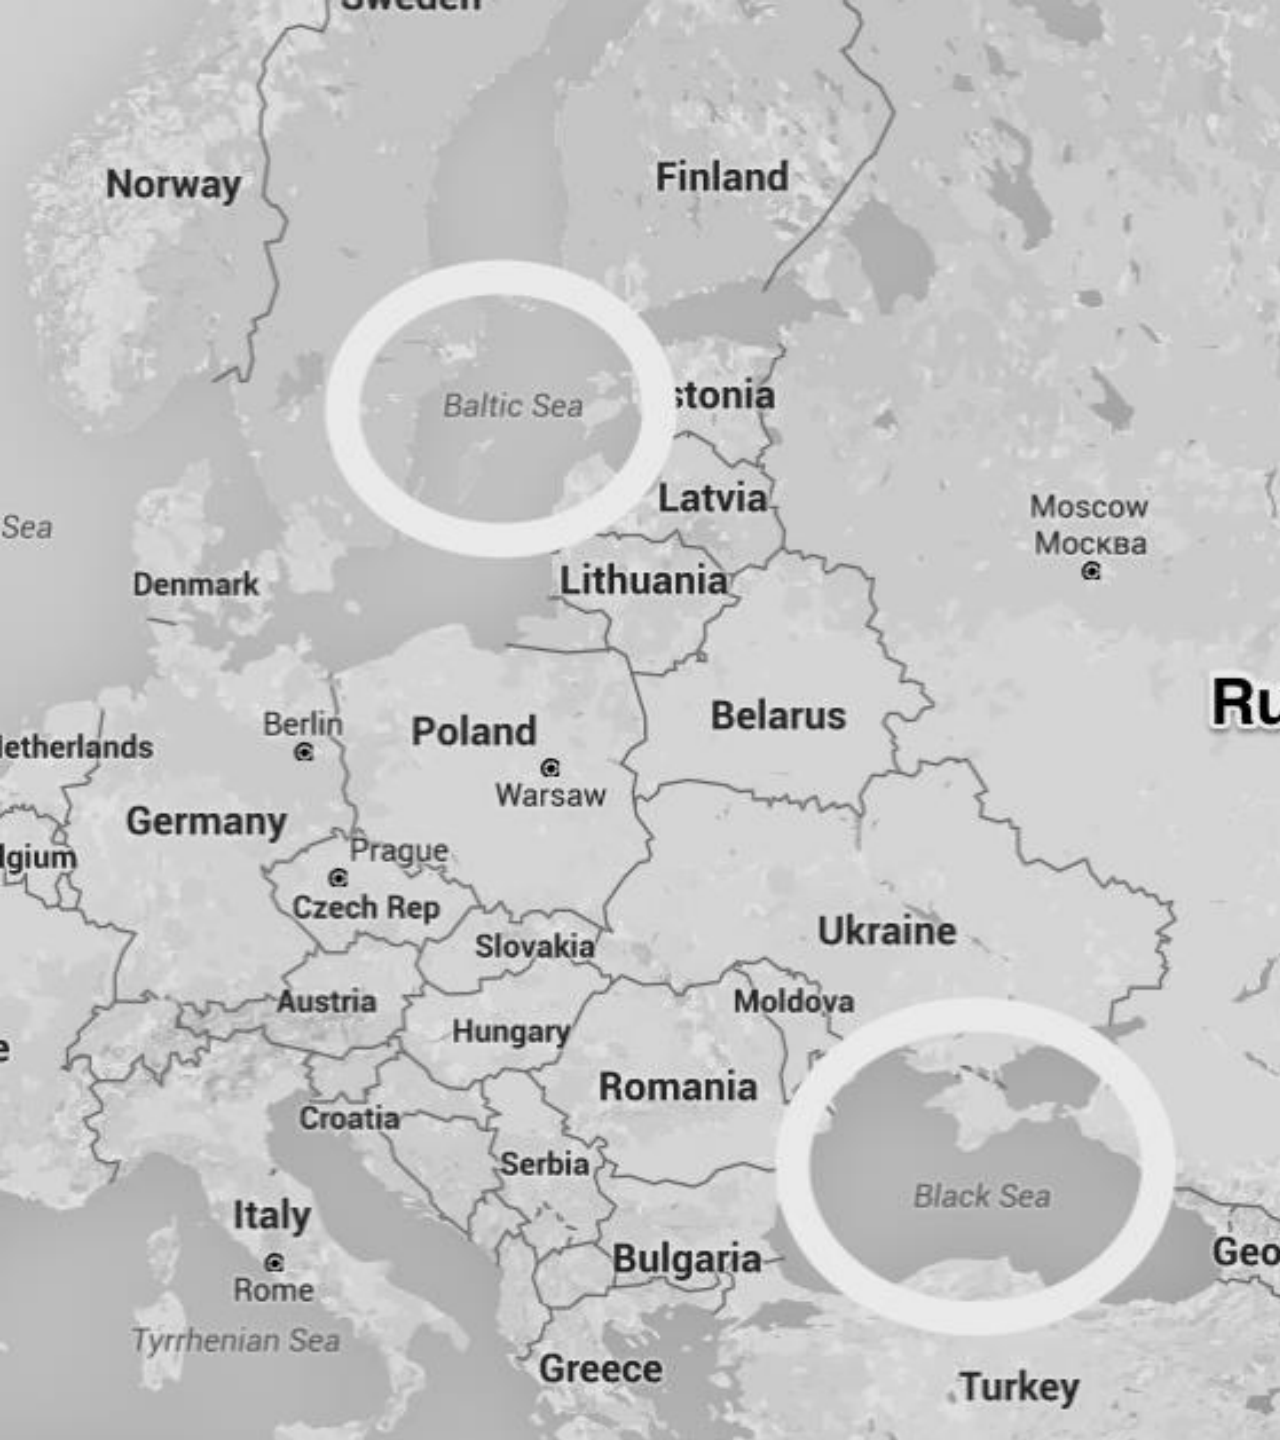 Sweden
Norway
Finland
Baltic Sea
stonia
Latvia
Moscow
Москва
Sea
Denmark
Lithuania
Ru
Berlin
Poland
Belarus
Netherlands
Warsaw
Germany
Prague
lgium
Czech Rep
Ukraine
Slovakia
Austria
Moldova
Hungary
e
Romania
Croatia
Serbia
Black Sea
Italy
Bulgaria
Geo
Rome
Tyrrhenian Sea
Greece
Turkey